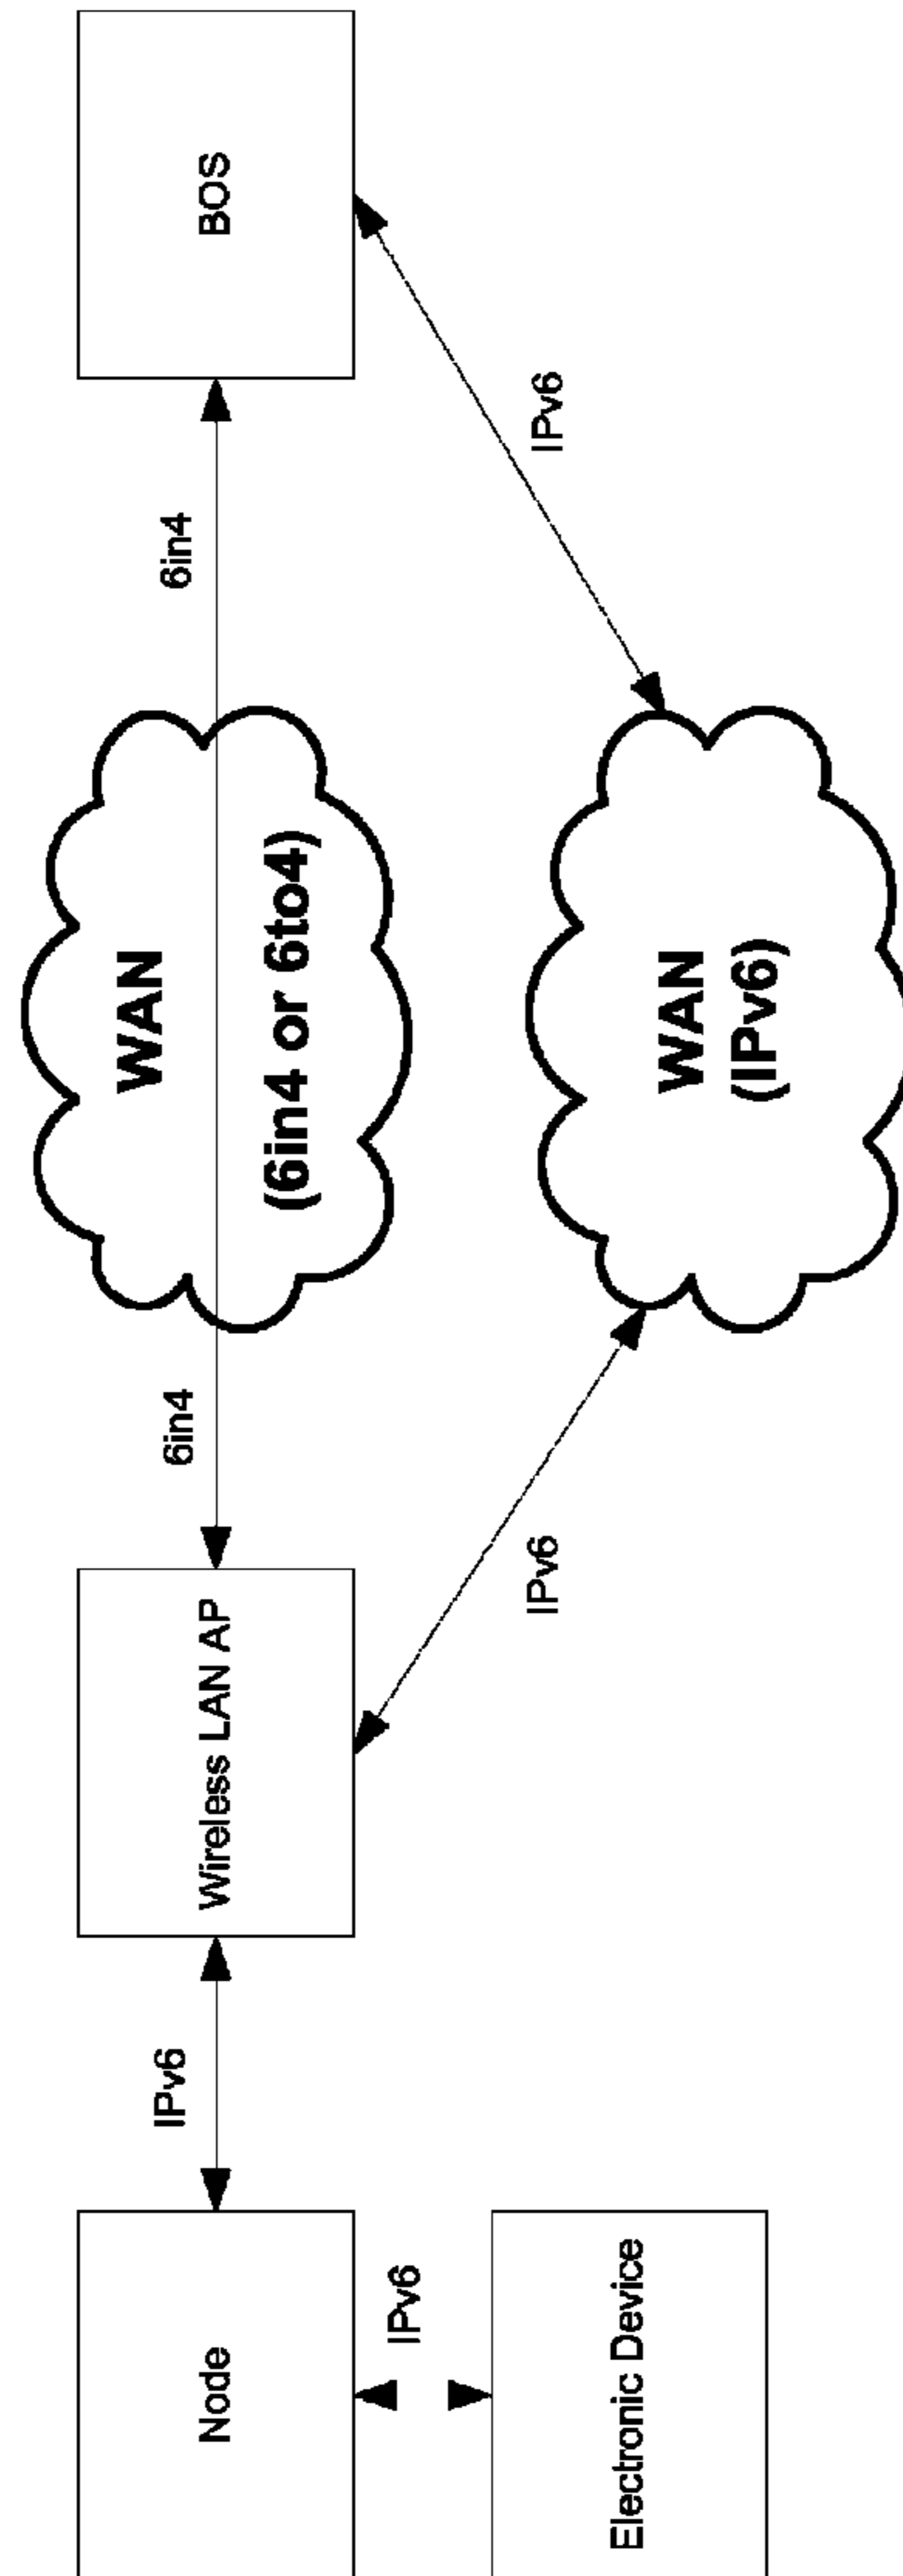 Node
IPv6
Wireless LAN AP
6in4
WAN
(6in4 or 6to4)
6in4
BOS
IPv6
Electronic Device
IPv6
WAN
(IPv6)
IPv6